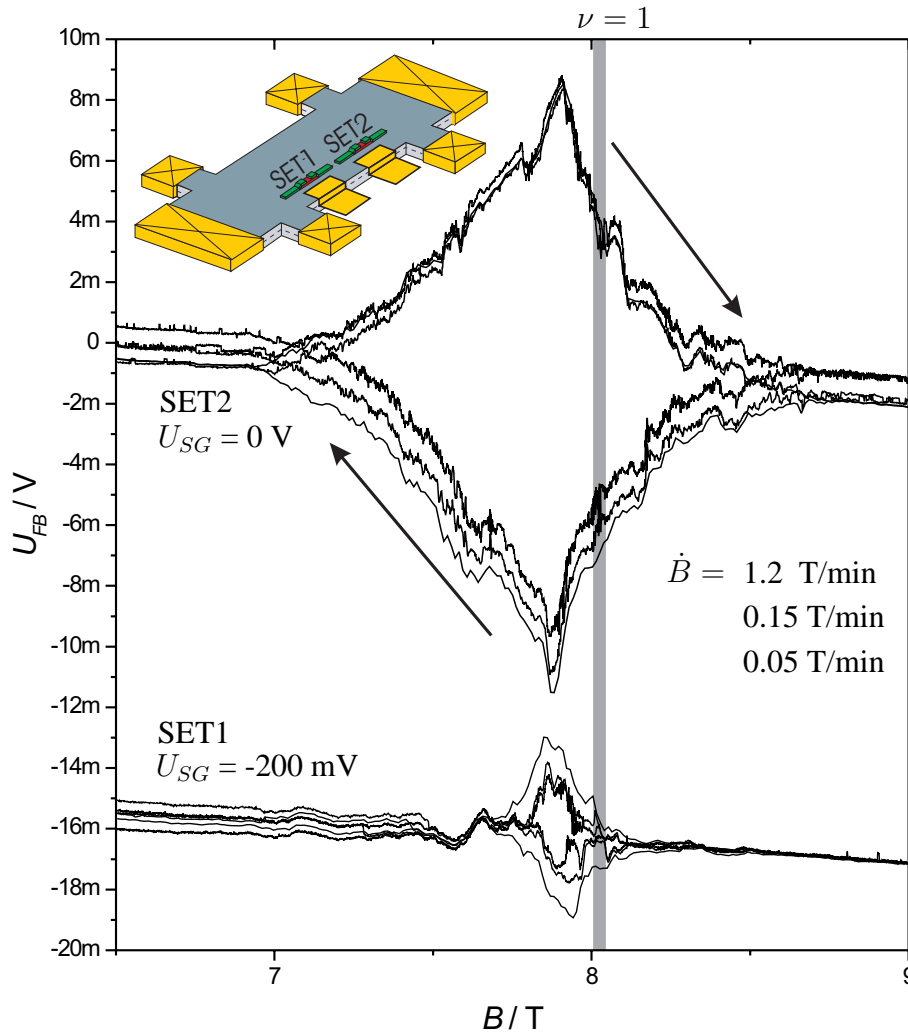 ν = 1
10m
8m
6m
4m
2m
0
-2m
-4m
-6m
-8m
-10m
-12m
-14m
-16m
-18m
-20m
U_FB / V
SET1
SET2
SET2
U_SG = 0 V
Ḃ = 1.2 T/min
0.15 T/min
0.05 T/min
SET1
U_SG = -200 mV
7
8
9
B / T